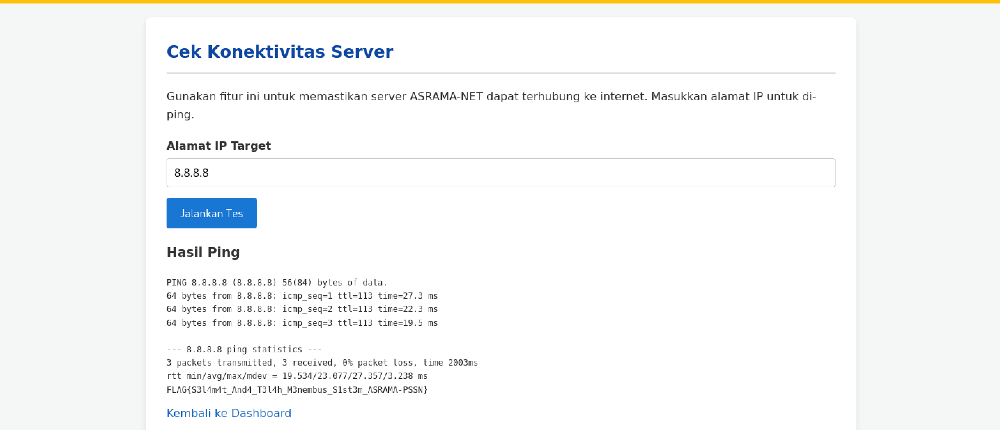 Cek Konektivitas Server
Gunakan fitur ini untuk memastikan server ASRAMA-NET dapat terhubung ke internet. Masukkan alamat IP untuk di-
ping.
Alamat IP Target
8.8.8.8
Jalankan Tes
Hasil Ping
PING 8.8.8.8 (8.8.8.8) 56(84) bytes of data.
64 bytes from 8.8.8.8: icmp_seq=1 ttl=113 time=27.3 ms
64 bytes from 8.8.8.8: icmp_seq=2 ttl=113 time=22.3 ms
64 bytes from 8.8.8.8: icmp_seq=3 ttl=113 time=19.5 ms
--- 8.8.8.8 ping statistics ---
3 packets transmitted, 3 received, 0% packet loss, time 2003ms
rtt min/avg/max/mdev = 19.534/23.077/27.357/3.238 ms
FLAG{S3l4m4t_And4_T3l4h_M3nembus_S1st3m_ASRAMA-PSSN}
Kembali ke Dashboard